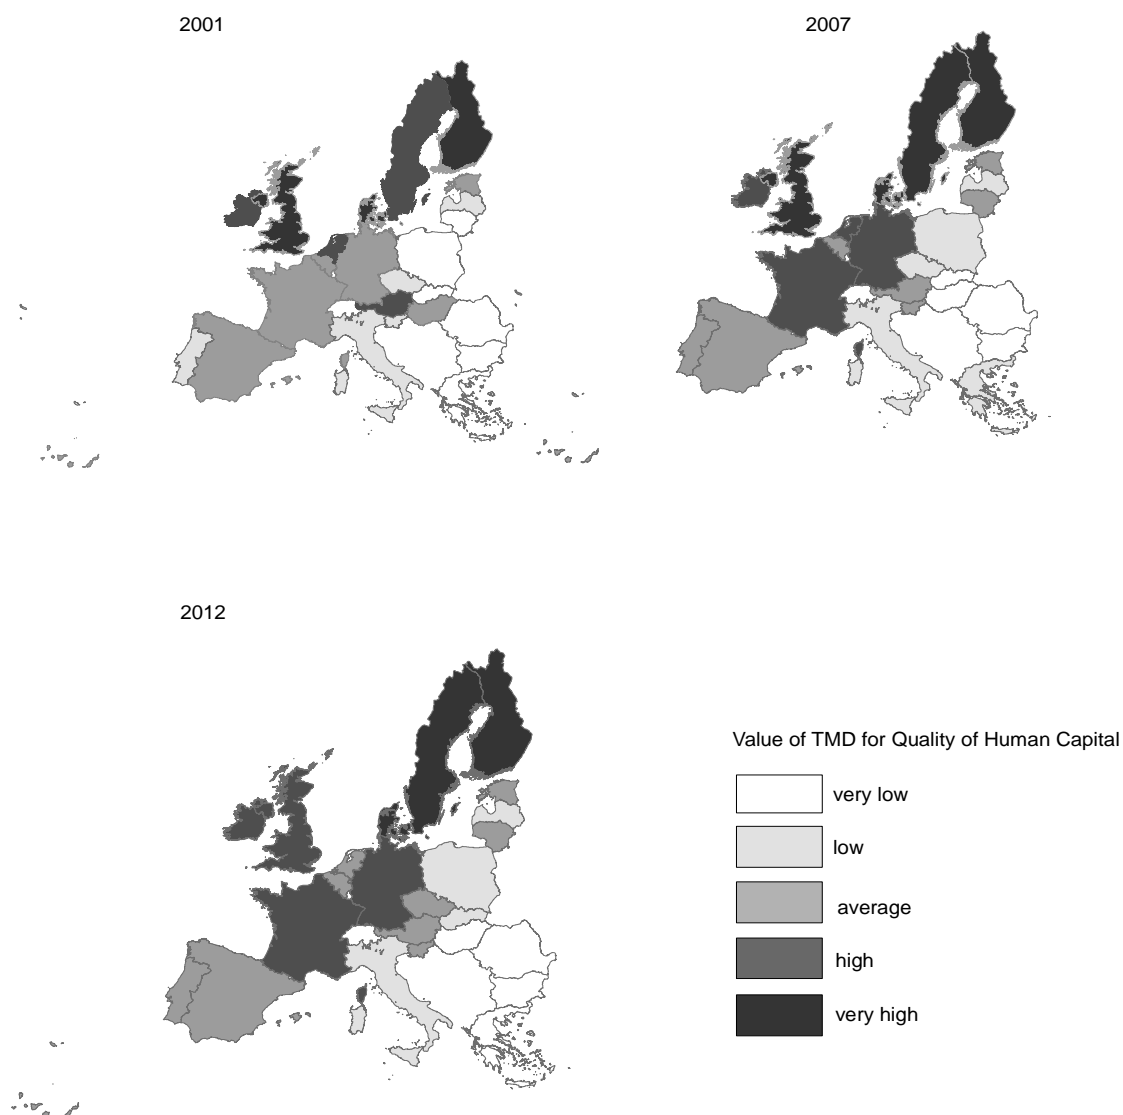 2001
2007
2012
Value of TMD for Quality of Human Capital
very low
low
average
high
very high